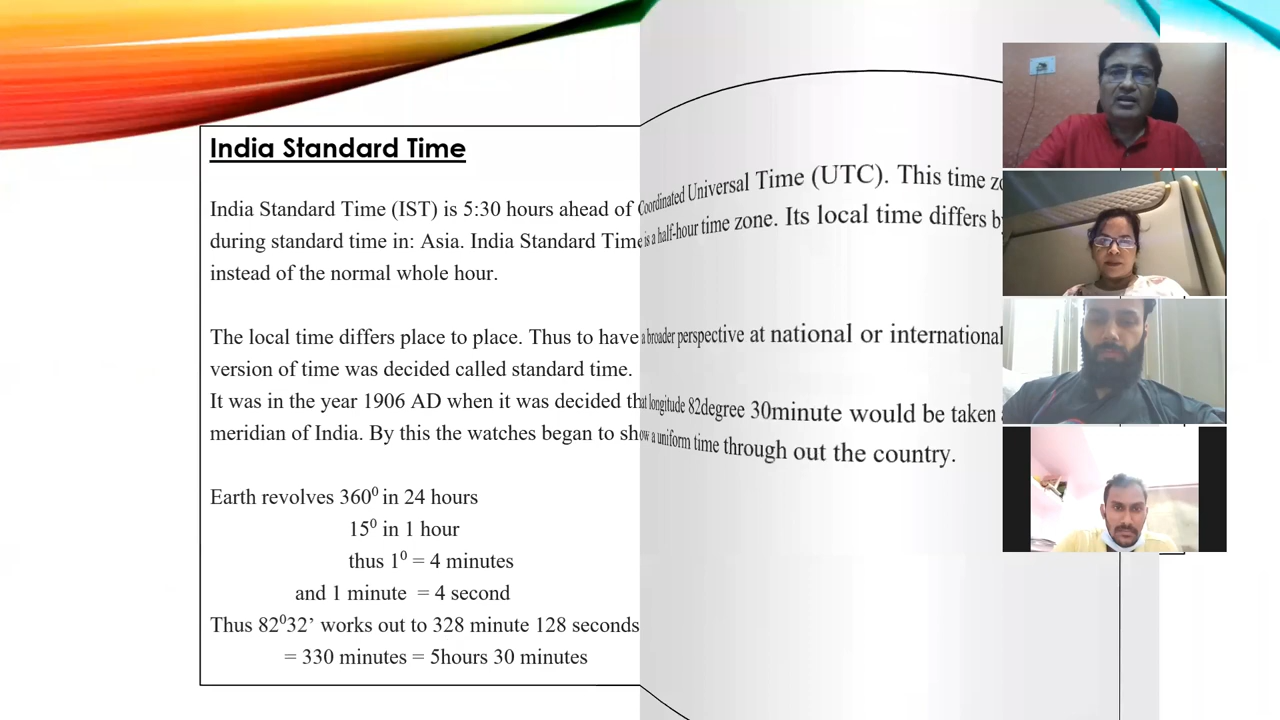 India Standard Time
India Standard Time (IST) is 5:30 hours ahead of Coordinated Universal Time (UTC). This time
during standard time in: Asia. India Standard Time is a half-hour time zone. Its local time differs
instead of the normal whole hour.
The local time differs place to place. Thus to have a broader perspective at national or international
version of time was decided called standard time.
It was in the year 1906 AD when it was decided that longitude 82degree 30minute would be taken
meridian of India. By this the watches began to show a uniform time through out the country.
Earth revolves 360⁰ in 24 hours
15⁰ in 1 hour
thus 1⁰ = 4 minutes
and 1 minute = 4 second
Thus 82⁰32’ works out to 328 minute 128 seconds
= 330 minutes = 5hours 30 minutes